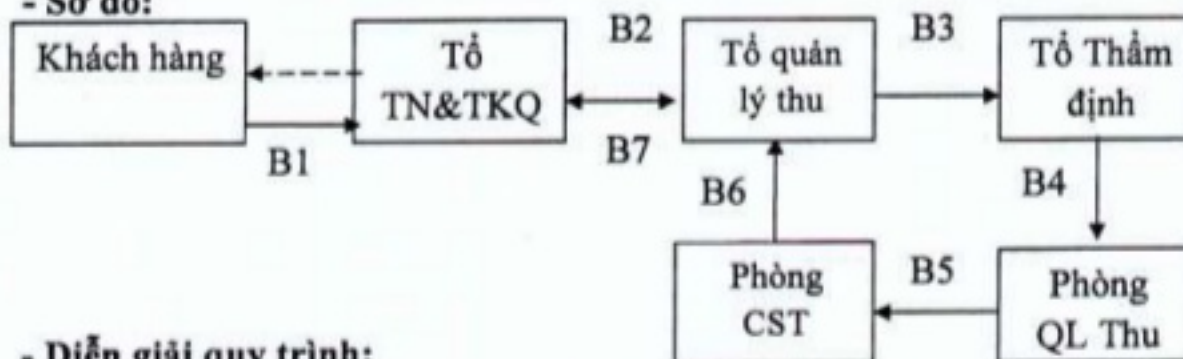 - Sơ đồ:
Khách hàng
B1
Tổ
TN&TKQ
B2
B7
Tổ quản
lý thu
B3
Tổ Thẩm
định
B4
B6
Phòng
CST
B5
Phòng
QL Thu
- Diễn giải quy trình: